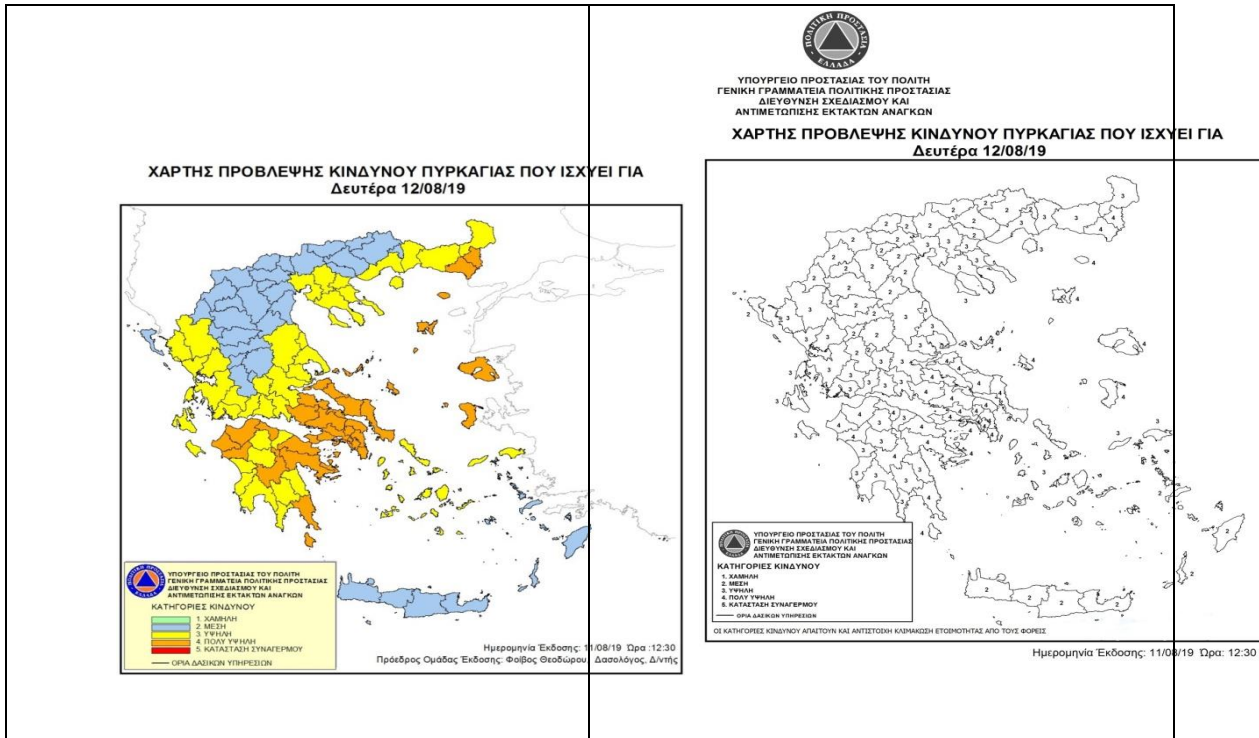 ΧΑΡΤΗΣ ΠΡΟΒΛΕΨΗΣ ΚΙΝΔΥΝΟΥ ΠΥΡΚΑΓΙΑΣ ΠΟΥ ΙΣΧΥΕΙ ΓΙΑ
Δευτέρα 12/08/19
ΥΠΟΥΡΓΕΙΟ ΠΡΟΣΤΑΣΙΑΣ ΤΟΥ ΠΟΛΙΤΗ
ΓΕΝΙΚΗ ΓΡΑΜΜΑΤΕΙΑ ΠΟΛΙΤΙΚΗΣ ΠΡΟΣΤΑΣΙΑΣ
ΔΙΕΥΘΥΝΣΗ ΣΧΕΔΙΑΣΜΟΥ ΚΑΙ
ΑΝΤΙΜΕΤΩΠΙΣΗΣ ΕΚΤΑΚΤΩΝ ΑΝΑΓΚΩΝ
ΚΑΤΗΓΟΡΙΕΣ ΚΙΝΔΥΝΟΥ
1. ΧΑΜΗΛΗ
2. ΜΕΣΗ
3. ΥΨΗΛΗ
4. ΠΟΛΥ ΥΨΗΛΗ
5. ΚΑΤΑΣΤΑΣΗ ΣΥΝΑΓΕΡΜΟΥ
ΟΡΙΑ ΔΑΣΙΚΩΝ ΥΠΗΡΕΣΙΩΝ
Ημερομηνία Έκδοσης: 11/08/19 Ώρα :12:30
Πρόεδρος Ομάδας Έκδοσης: Φοίβος Θεοδώρου, Δασολόγος, Δ/ντής
ΠΟΛΙΤΙΚΗ ΠΡΟΣΤΑΣΙΑ
ΕΛΛΑΔΑ
ΥΠΟΥΡΓΕΙΟ ΠΡΟΣΤΑΣΙΑΣ ΤΟΥ ΠΟΛΙΤΗ
ΓΕΝΙΚΗ ΓΡΑΜΜΑΤΕΙΑ ΠΟΛΙΤΙΚΗΣ ΠΡΟΣΤΑΣΙΑΣ
ΔΙΕΥΘΥΝΣΗ ΣΧΕΔΙΑΣΜΟΥ ΚΑΙ
ΑΝΤΙΜΕΤΩΠΙΣΗΣ ΕΚΤΑΚΤΩΝ ΑΝΑΓΚΩΝ
ΧΑΡΤΗΣ ΠΡΟΒΛΕΨΗΣ ΚΙΝΔΥΝΟΥ ΠΥΡΚΑΓΙΑΣ ΠΟΥ ΙΣΧΥΕΙ ΓΙΑ
Δευτέρα 12/08/19
ΥΠΟΥΡΓΕΙΟ ΠΡΟΣΤΑΣΙΑΣ ΤΟΥ ΠΟΛΙΤΗ
ΓΕΝΙΚΗ ΓΡΑΜΜΑΤΕΙΑ ΠΟΛΙΤΙΚΗΣ ΠΡΟΣΤΑΣΙΑΣ
ΔΙΕΥΘΥΝΣΗ ΣΧΕΔΙΑΣΜΟΥ ΚΑΙ
ΑΝΤΙΜΕΤΩΠΙΣΗΣ ΕΚΤΑΚΤΩΝ ΑΝΑΓΚΩΝ
ΚΑΤΗΓΟΡΙΕΣ ΚΙΝΔΥΝΟΥ
1. ΧΑΜΗΛΗ
2. ΜΕΣΗ
3. ΥΨΗΛΗ
4. ΠΟΛΥ ΥΨΗΛΗ
5. ΚΑΤΑΣΤΑΣΗ ΣΥΝΑΓΕΡΜΟΥ
ΟΡΙΑ ΔΑΣΙΚΩΝ ΥΠΗΡΕΣΙΩΝ
ΟΙ ΚΑΤΗΓΟΡΙΕΣ ΚΙΝΔΥΝΟΥ ΑΠΑΙΤΟΥΝ ΚΑΙ ΑΝΤΙΣΤΟΙΧΗ ΚΛΙΜΑΚΩΣΗ ΕΤΟΙΜΟΤΗΤΑΣ ΑΠΟ ΤΟΥΣ ΦΟΡΕΙΣ
Ημερομηνία Έκδοσης: 11/08/19 Ώρα: 12:30